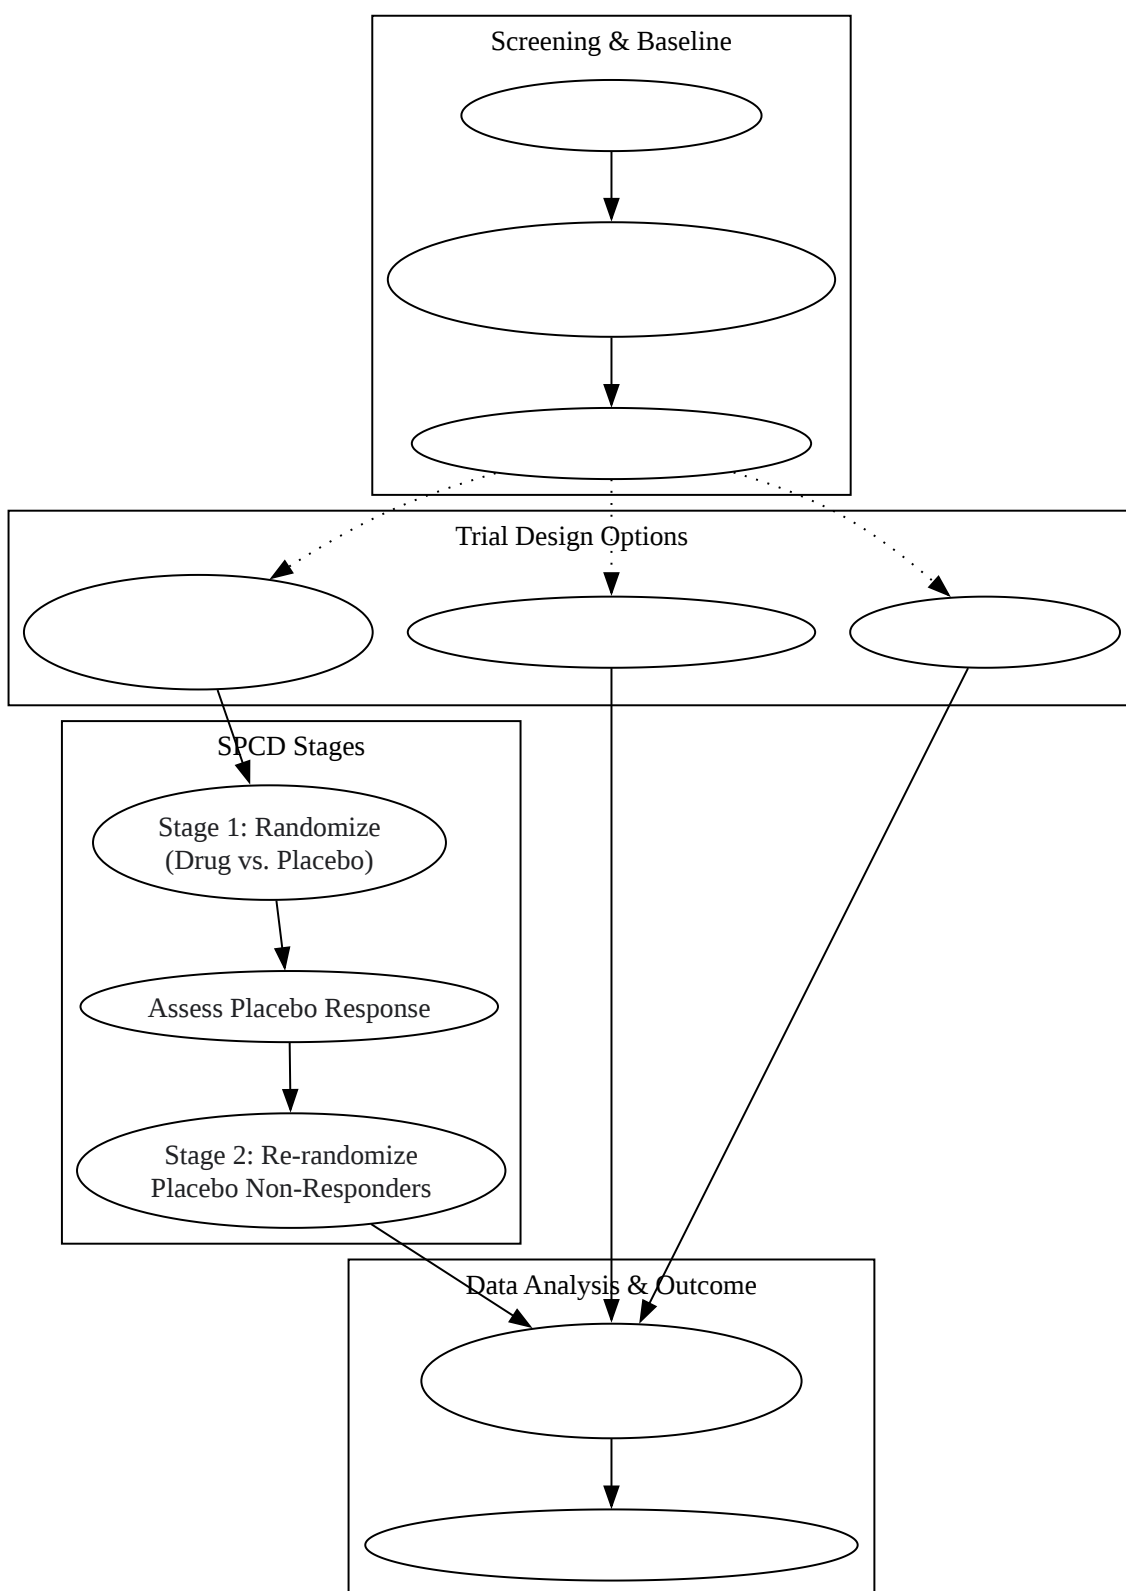 Screening & Baseline
Trial Design Options
SPCD Stages
Stage 1: Randomize
(Drug vs. Placebo)
Assess Placebo Response
Stage 2: Re-randomize
Placebo Non-Responders
Data Analysis & Outcome